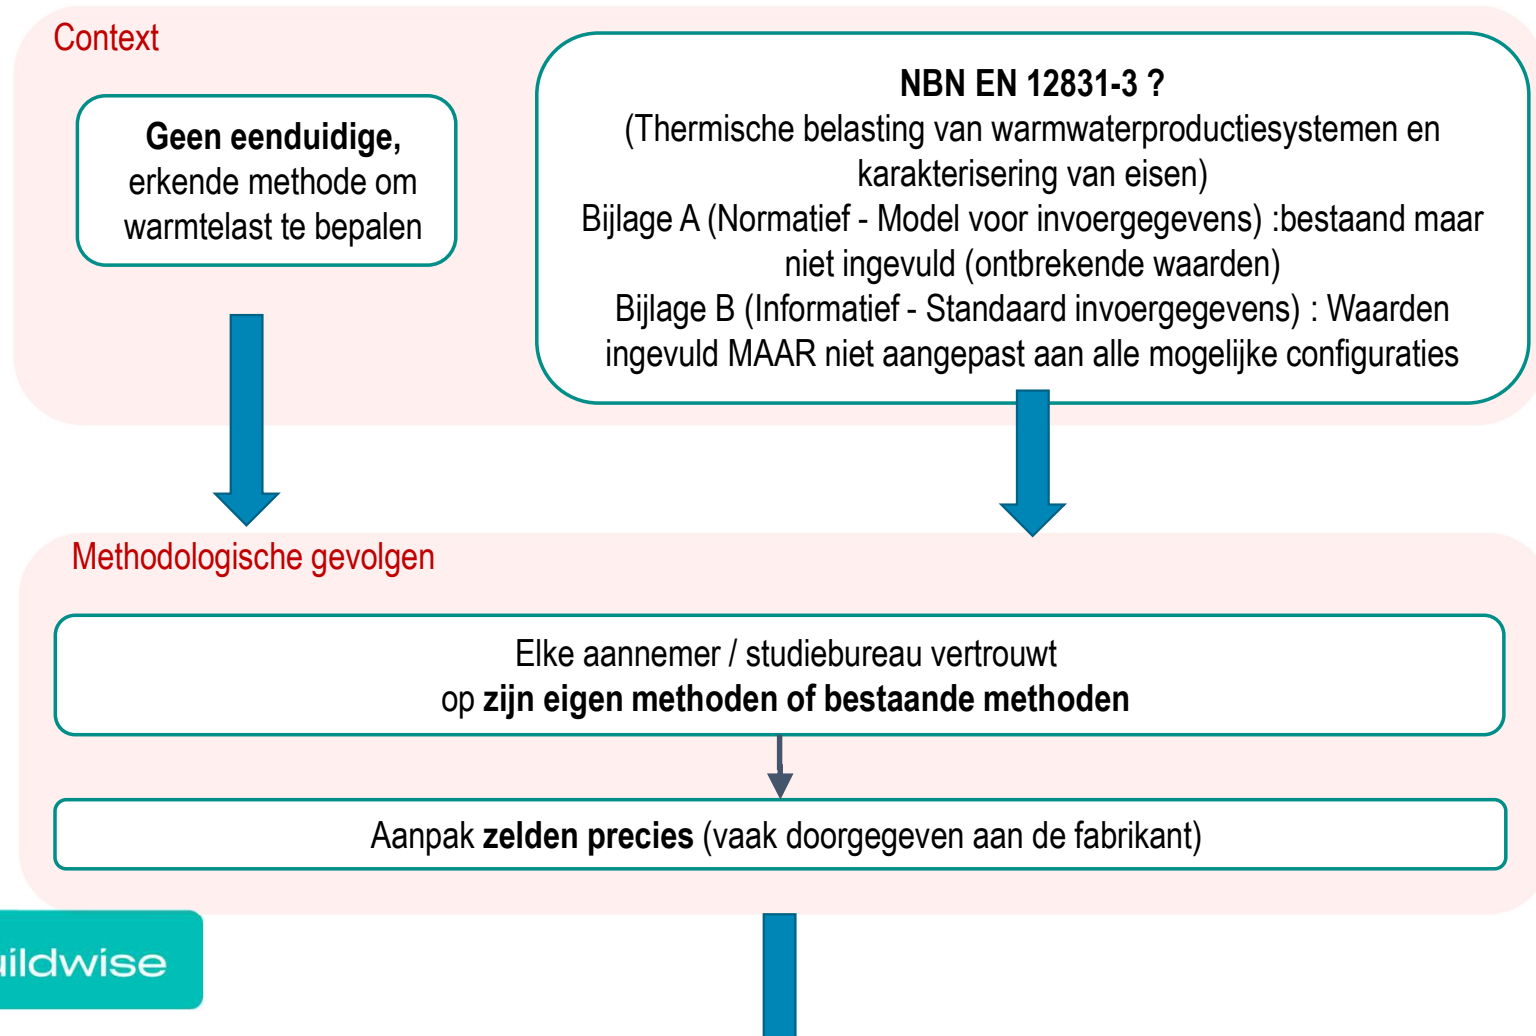 Context
Geen eenduidige,
erkende methode om
warmtelast te bepalen
NBN EN 12831-3 ?
(Thermische belasting van warmwaterproductiesystemen en
karakterisering van eisen)
Bijlage A (Normatief - Model voor invoergegevens) :bestaand maar
niet ingevuld (ontbrekende waarden)
Bijlage B (Informatief - Standaard invoergegevens) : Waarden
ingevuld MAAR niet aangepast aan alle mogelijke configuraties
Methodologische gevolgen
Elke aannemer / studiebureau vertrouwt
op zijn eigen methoden of bestaande methoden
Aanpak zelden precies (vaak doorgegeven aan de fabrikant)
uildwise